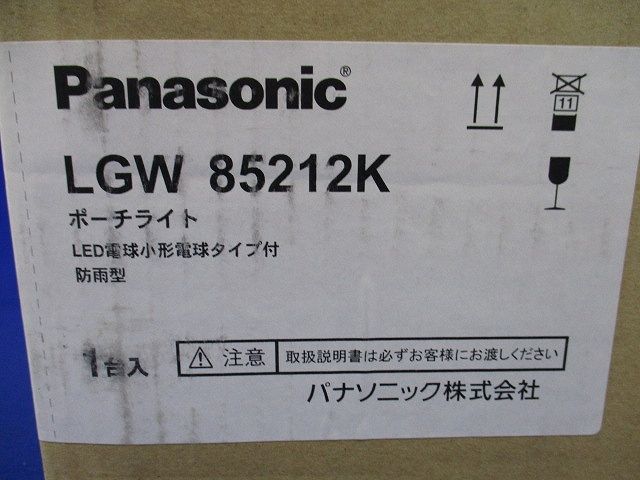 Panasonic®
11
LGW 85212K
ポーチライト
LED電球小形電球タイプ付
防雨型
1台入
注意 取扱説明書は必ずお客様にお渡しください
パナソニック株式会社